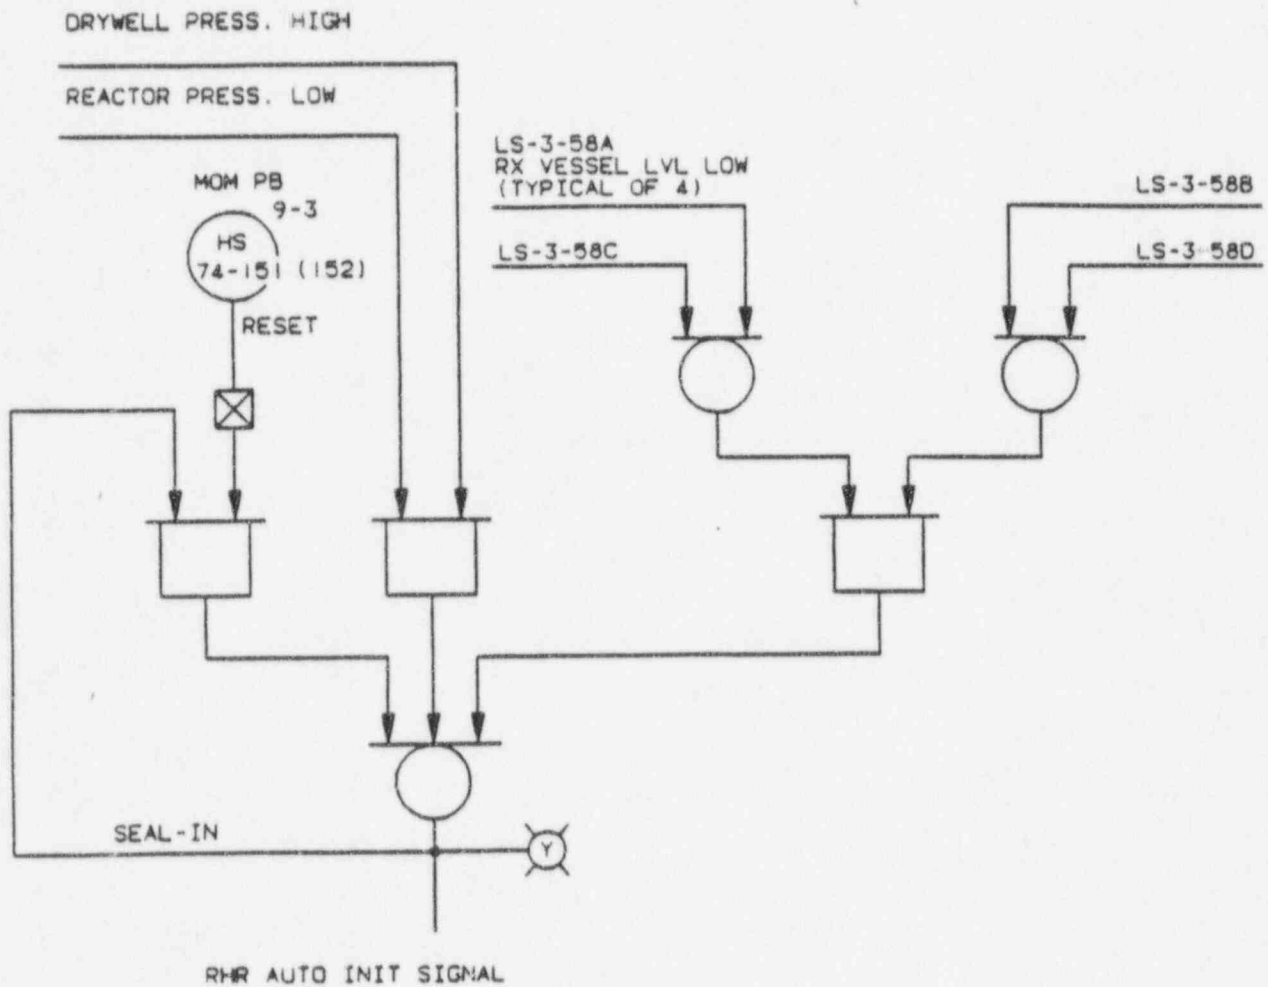 DRYWELL PRESS. HIGH
REACTOR PRESS. LOW
MOM PB
9-3
HS
74-151 (152)
RESET
LS-3-58A
RX VESSEL LVL LOW
(TYPICAL OF 4)
LS-3-58C
LS-3-58B
LS-3-58D
SEAL-IN
Y
RHR AUTO INIT SIGNAL